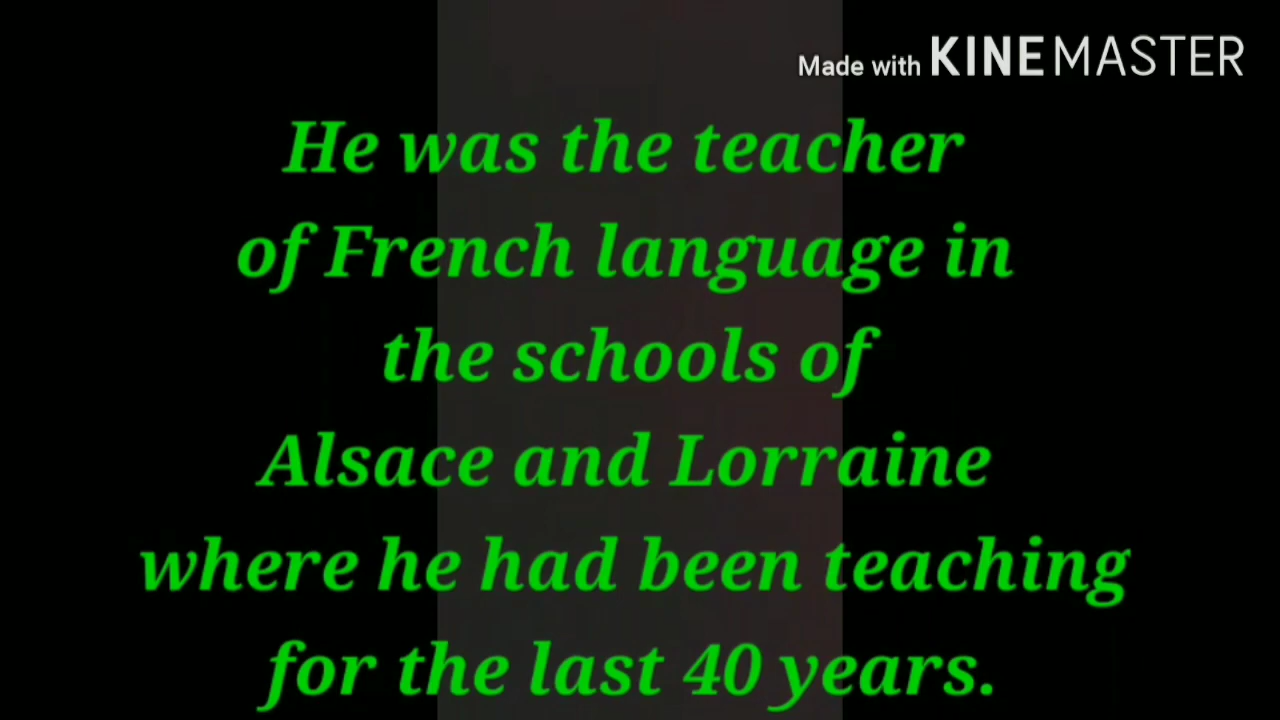 Made with KINEMASTER
He was the teacher
of French language in
the schools of
Alsace and Lorraine
where he had been teaching
for the last 40 years.